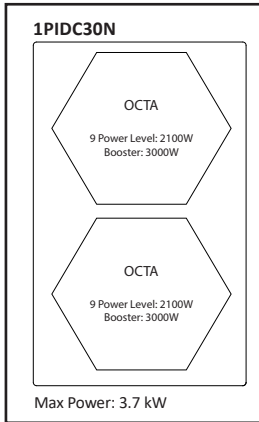 1PIDC30N
OCTA
9 Power Level: 2100W
Booster: 3000W
OCTA
9 Power Level: 2100W
Booster: 3000W
Max Power: 3.7 kW